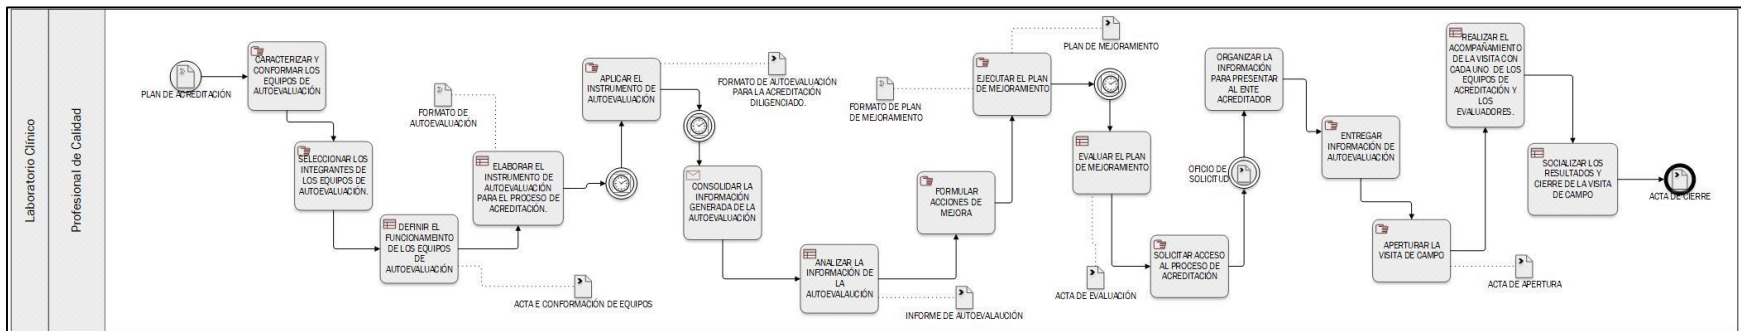 Laboratorio Clínico
Profesional de Calidad
PLAN DE ACREDITACIÓN
CARACTERIZAR Y
CONFORMAR LOS
EQUIPOS DE
AUTOEVALUACIÓN
SELECCIONAR LOS
INTEGRANTES DE
LOS EQUIPOS DE
AUTOEVALUACIÓN.
DEFINIR EL
FUNCIONAMIENTO
DE LOS EQUIPOS
DE
AUTOEVALUACIÓN
ACTA E CONFORMACIÓN DE EQUIPOS
FORMATO DE
AUTOEVALUACIÓN
ELABORAR EL
INSTRUMENTO DE
AUTOEVALUACIÓN
PARA EL PROCESO DE
ACREDITACIÓN.
APLICAR EL
INSTRUMENTO DE
AUTOEVALUACIÓN
FORMATO DE AUTOEVALUACIÓN
PARA LA ACREDITACIÓN
DILIGENCIADO.
CONSOLIDAR LA
INFORMACIÓN
GENERADA DE LA
AUTOEVALUACIÓN
ANALIZAR LA
INFORMACIÓN DE
LA
AUTOEVALAUCIÓN
INFORME DE AUTOEVALAUCIÓN
FORMULAR
ACCIONES DE
MEJORA
FORMATO DE PLAN
DE MEJORAMIENTO
EJECUTAR EL PLAN
DE MEJORAMIENTO
PLAN DE MEJORAMIENTO
EVALUAR EL PLAN
DE MEJORAMIENTO
ACTA DE EVALUACIÓN
SOLICITAR ACCESO
AL PROCESO DE
ACREDITACIÓN
OFICIO DE
SOLICITUD
ORGANIZAR LA
INFORMACIÓN
PARA PRESENTAR
AL ENTE
ACREDITADOR
ENTREGAR
INFORMACIÓN DE
AUTOEVALUACIÓN
APERTURAR LA
VISITA DE CAMPO
ACTA DE APERTURA
REALIZAR EL
ACOMPAÑAMIENTO
DE LA VISITA CON
CADA UNO DE LOS
EQUIPOS DE
ACREDITACIÓN Y
LOS
EVALUADORES.
SOCIALIZAR LOS
RESULTADOS Y
CIERRE DE LA VISITA
DE CAMPO
ACTA DE CIERRE